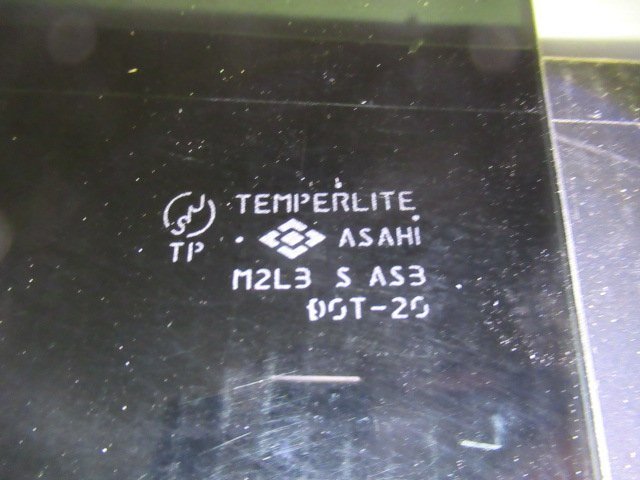 TEMPERLITE
TP ASAHI
M2L3 S AS3
DOT-20